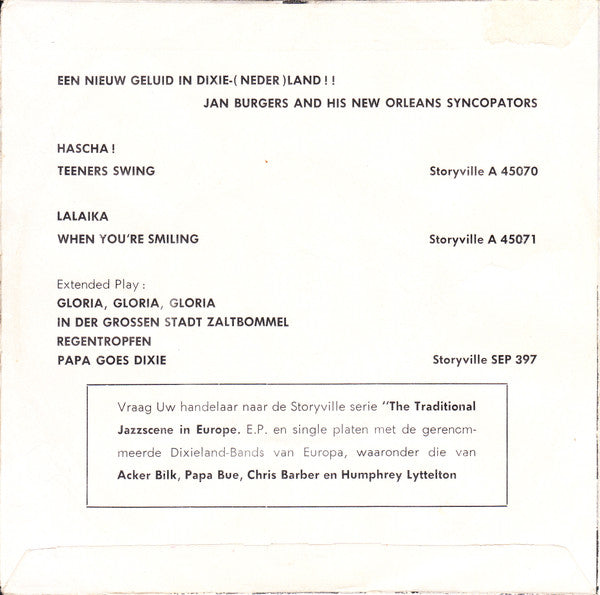 EEN NIEUW GELUID IN DIXIE-(NEDER)LAND!!
JAN BURGERS AND HIS NEW ORLEANS SYNCOPATORS
HASCHA!
TEENERS SWING Storyville A 45070
LALAIKA
WHEN YOU'RE SMILING Storyville A 45071
Extended Play:
GLORIA, GLORIA, GLORIA
IN DER GROSSEN STADT ZALTBOMMEL
REGENTROPFEN
PAPA GOES DIXIE Storyville SEP 397
Vraag Uw handelaar naar de Storyville serie "The Traditional
Jazzscene in Europe. E.P. en single platen met de gerenom-
meerde Dixieland-Bands van Europa, waaronder die van
Acker Bilk, Papa Bue, Chris Barber en Humphrey Lyttelton